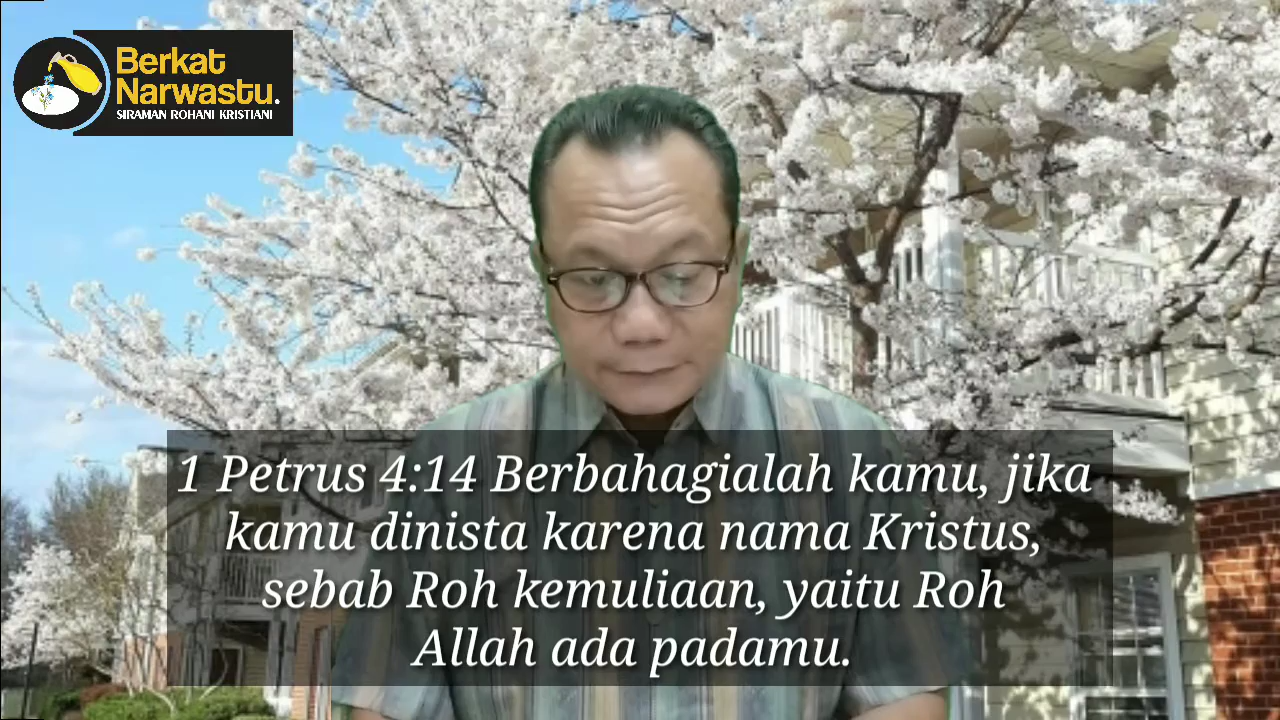 Berkat
Narwastu.
SIRAMAN ROHANI KRISTIANI
1 Petrus 4:14 Berbahagialah kamu, jika
kamu dinista karena nama Kristus,
sebab Roh kemuliaan, yaitu Roh
Allah ada padamu.